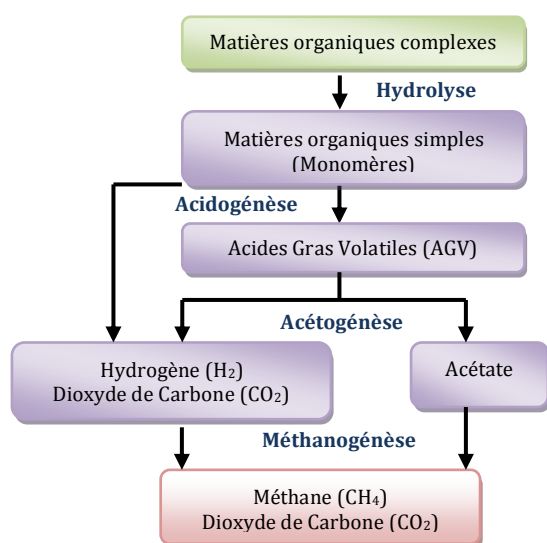 Matières organiques complexes
Hydrolyse
Matières organiques simples
(Monomères)
Acidogénèse
Acides Gras Volatiles (AGV)
Acétogénèse
Hydrogène (H₂)
Dioxyde de Carbone (CO₂)
Acétate
Méthanogénèse
Méthane (CH₄)
Dioxyde de Carbone (CO₂)